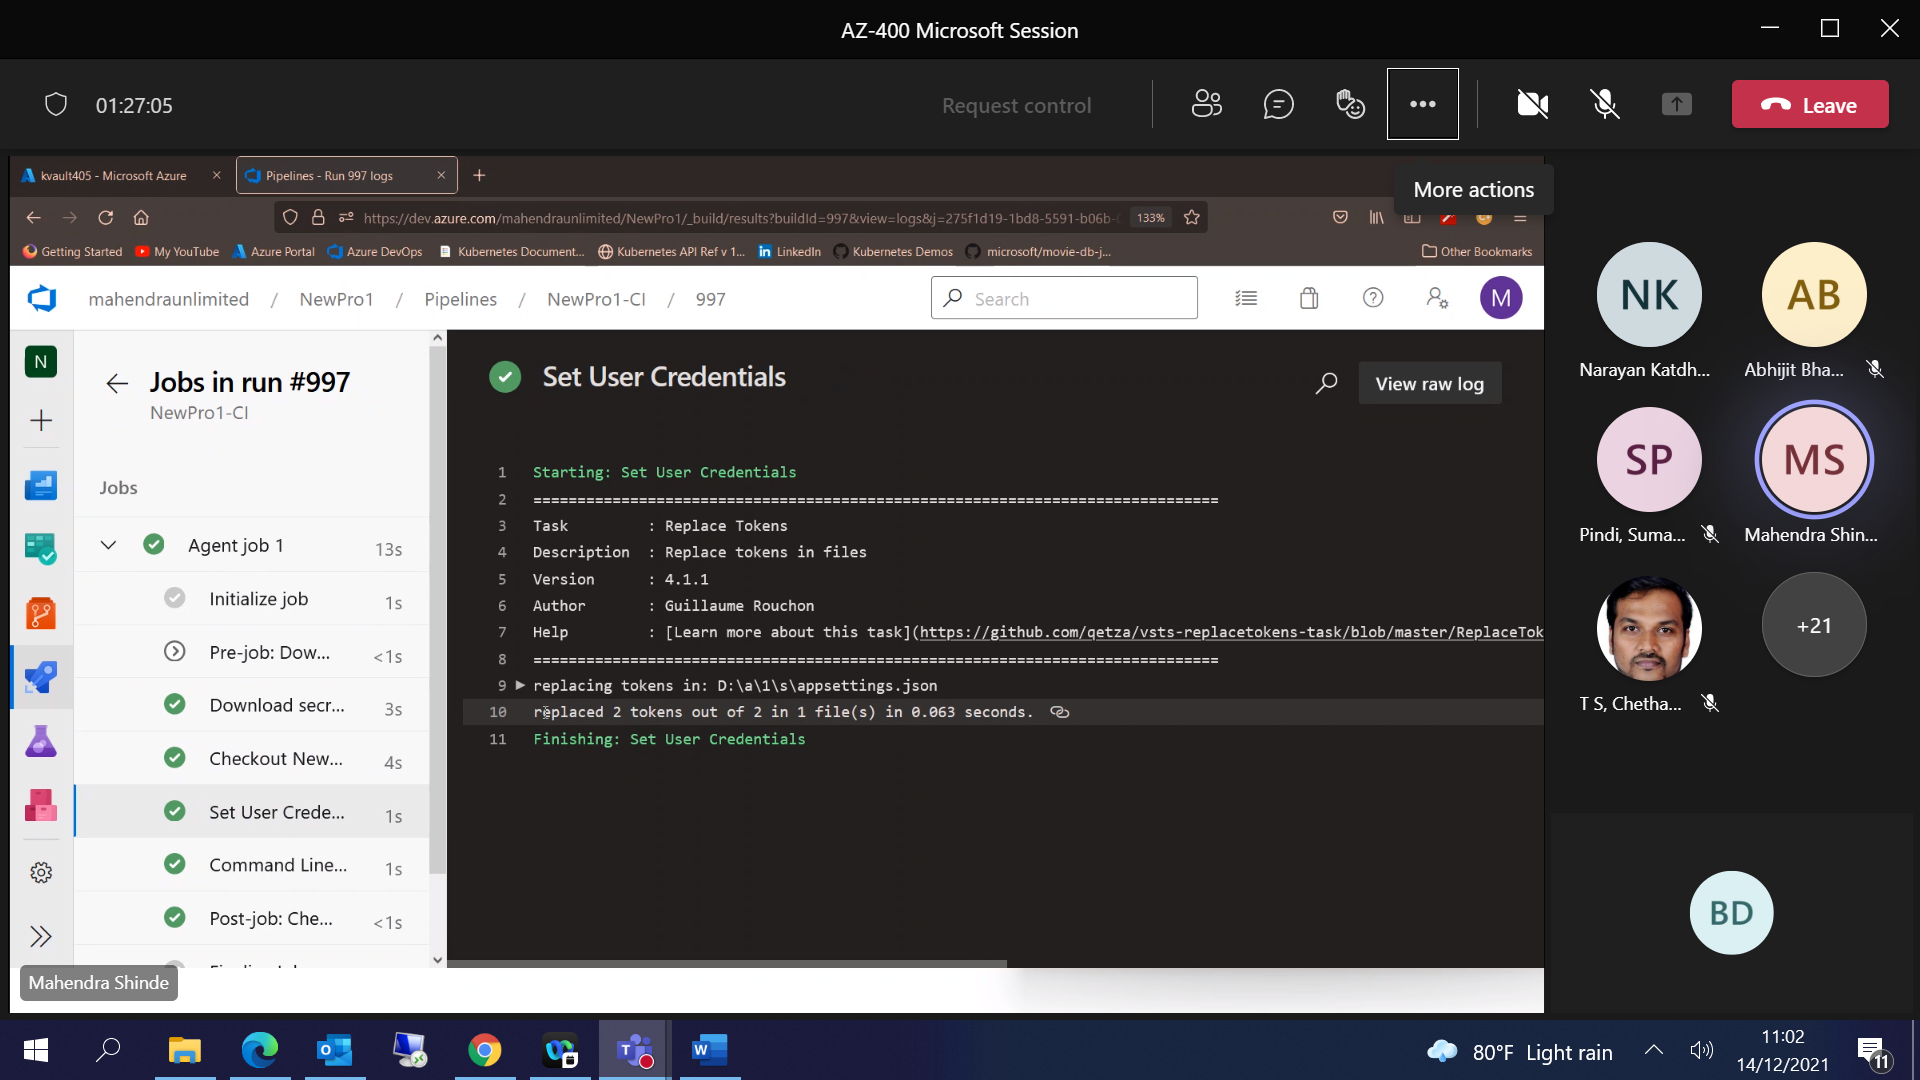 AZ-400 Microsoft Session
01:27:05
Request control
Leave
More actions
kvault405 - Microsoft Azure
Pipelines - Run 997 logs
https://dev.azure.com/mahendraunlimited/NewPro1/_build/results?buildId=997&view=logs&j=275f1d19-1bd8-5591-b06b-
133%
Getting Started
My YouTube
Azure Portal
Azure DevOps
Kubernetes Document...
Kubernetes API Ref v 1...
LinkedIn
Kubernetes Demos
microsoft/movie-db-j...
Other Bookmarks
mahendraunlimited / NewPro1 / Pipelines / NewPro1-CI / 997
Search
M
N
Jobs in run #997
NewPro1-CI
Jobs
Agent job 1 13s
Initialize job 1s
Pre-job: Dow... <1s
Download secr... 3s
Checkout New... 4s
Set User Crede... 1s
Command Line... 1s
Post-job: Che... <1s
Set User Credentials
View raw log
1 Starting: Set User Credentials
2 ==============================================================================
3 Task : Replace Tokens
4 Description : Replace tokens in files
5 Version : 4.1.1
6 Author : Guillaume Rouchon
7 Help : [Learn more about this task](https://github.com/qetza/vsts-replacetokens-task/blob/master/ReplaceTok
8 ==============================================================================
9 replacing tokens in: D:\a\1\s\appsettings.json
10 replaced 2 tokens out of 2 in 1 file(s) in 0.063 seconds.
11 Finishing: Set User Credentials
Mahendra Shinde
NK
Narayan Katdh...
AB
Abhijit Bha...
SP
Pindi, Suma...
MS
Mahendra Shin...
T S, Chetha...
+21
BD
80°F Light rain
11:02
14/12/2021
11